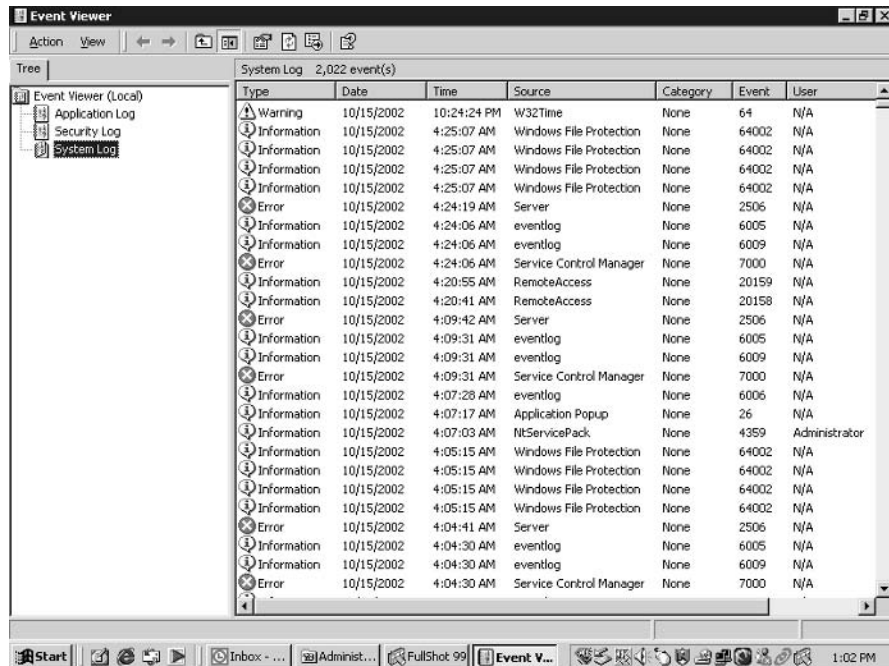 Event Viewer
Action View
Tree
System Log 2,022 event(s)
Event Viewer (Local)
Application Log
Security Log
System Log
Type Date Time Source Category Event User
Warning 10/15/2002 10:24:24 PM W32Time None 64 N/A
Information 10/15/2002 4:25:07 AM Windows File Protection None 64002 N/A
Information 10/15/2002 4:25:07 AM Windows File Protection None 64002 N/A
Information 10/15/2002 4:25:07 AM Windows File Protection None 64002 N/A
Information 10/15/2002 4:25:07 AM Windows File Protection None 64002 N/A
Error 10/15/2002 4:24:19 AM Server None 2506 N/A
Information 10/15/2002 4:24:06 AM eventlog None 6005 N/A
Information 10/15/2002 4:24:06 AM eventlog None 6009 N/A
Error 10/15/2002 4:24:06 AM Service Control Manager None 7000 N/A
Information 10/15/2002 4:20:55 AM RemoteAccess None 20159 N/A
Information 10/15/2002 4:20:41 AM RemoteAccess None 20158 N/A
Error 10/15/2002 4:09:42 AM Server None 2506 N/A
Information 10/15/2002 4:09:31 AM eventlog None 6005 N/A
Information 10/15/2002 4:09:31 AM eventlog None 6009 N/A
Error 10/15/2002 4:09:31 AM Service Control Manager None 7000 N/A
Information 10/15/2002 4:07:28 AM eventlog None 6006 N/A
Information 10/15/2002 4:07:17 AM Application Popup None 26 N/A
Information 10/15/2002 4:07:03 AM NtServicePack None 4359 Administrator
Information 10/15/2002 4:05:15 AM Windows File Protection None 64002 N/A
Information 10/15/2002 4:05:15 AM Windows File Protection None 64002 N/A
Information 10/15/2002 4:05:15 AM Windows File Protection None 64002 N/A
Information 10/15/2002 4:05:15 AM Windows File Protection None 64002 N/A
Error 10/15/2002 4:04:41 AM Server None 2506 N/A
Information 10/15/2002 4:04:30 AM eventlog None 6005 N/A
Information 10/15/2002 4:04:30 AM eventlog None 6009 N/A
Error 10/15/2002 4:04:30 AM Service Control Manager None 7000 N/A
Start Inbox - ... Administ... FullShot 99 Event V... 1:02 PM